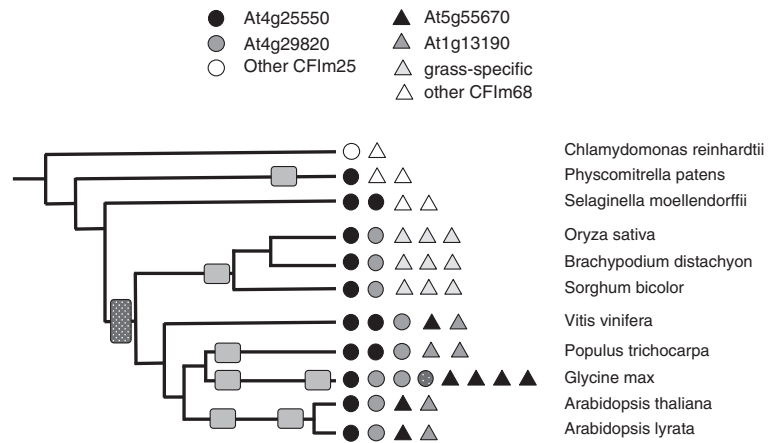 At4g25550
At5g55670
At4g29820
At1g13190
Other CFIm25
grass-specific
other CFIm68
Chlamydomonas reinhardtii
Physcomitrella patens
Selaginella moellendorffii
Oryza sativa
Brachypodium distachyon
Sorghum bicolor
Vitis vinifera
Populus trichocarpa
Glycine max
Arabidopsis thaliana
Arabidopsis lyrata